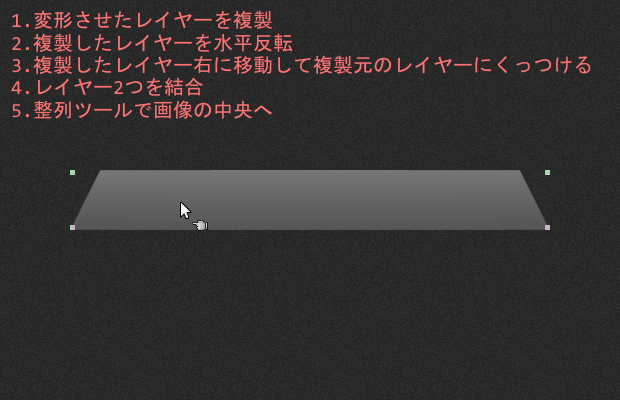 1.変形させたレイヤーを複製
2.複製したレイヤーを水平反転
3.複製したレイヤー右に移動して複製元のレイヤーにくっつける
4.レイヤー2つを結合
5.整列ツールで画像の中央へ